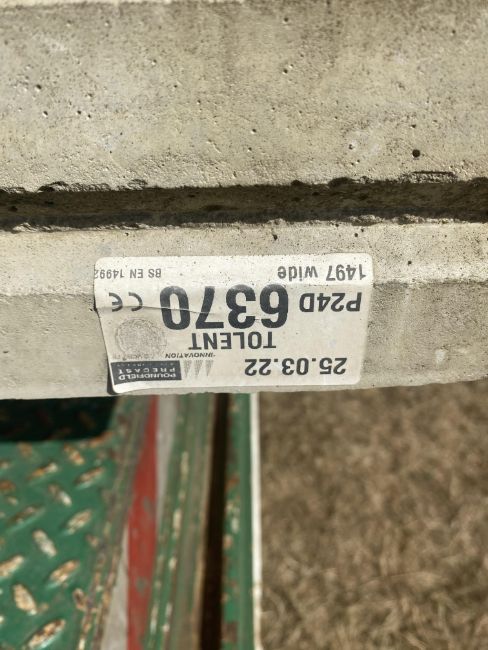 25.03.22
POUNDFIELD
PRECAST
INNOVATION
TOLENT
P24D 6370 CE
1497 wide
BS EN 14992